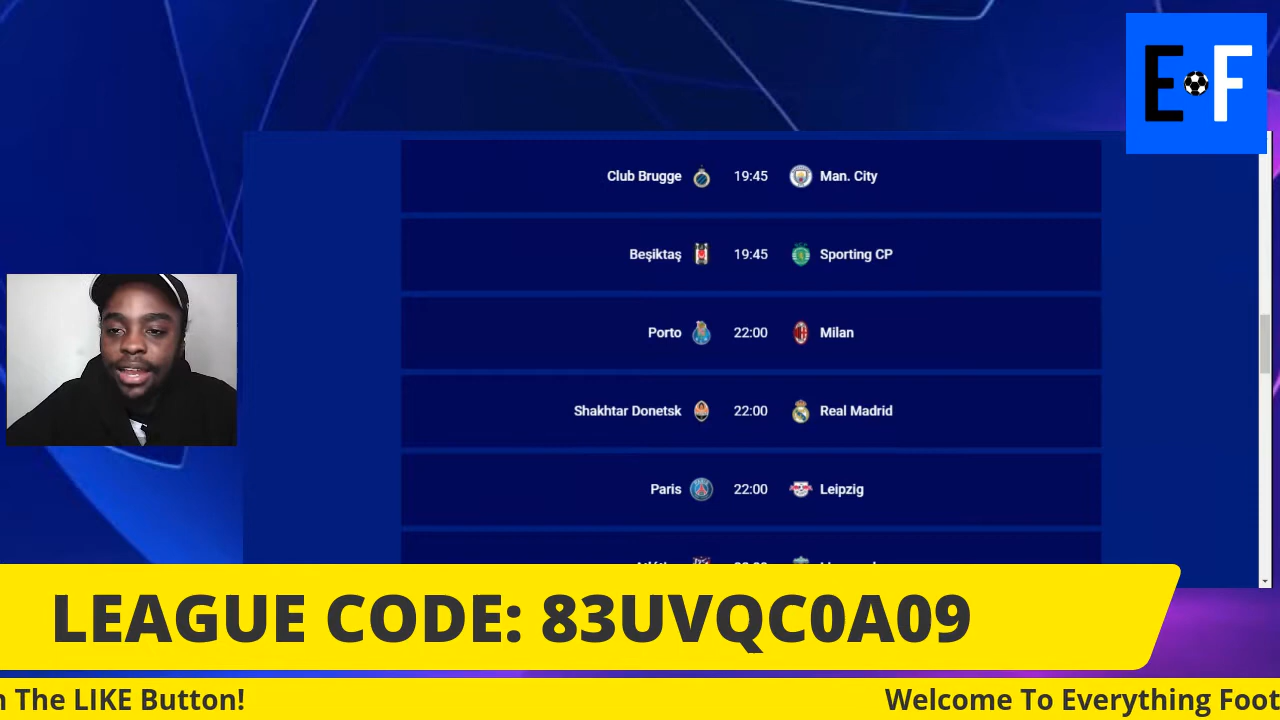 E F
Club Brugge 19:45 Man. City
Beşiktaş 19:45 Sporting CP
Porto 22:00 Milan
Shakhtar Donetsk 22:00 Real Madrid
Paris 22:00 Leipzig
LEAGUE CODE: 83UVQC0A09
The LIKE Button! Welcome To Everything Foot